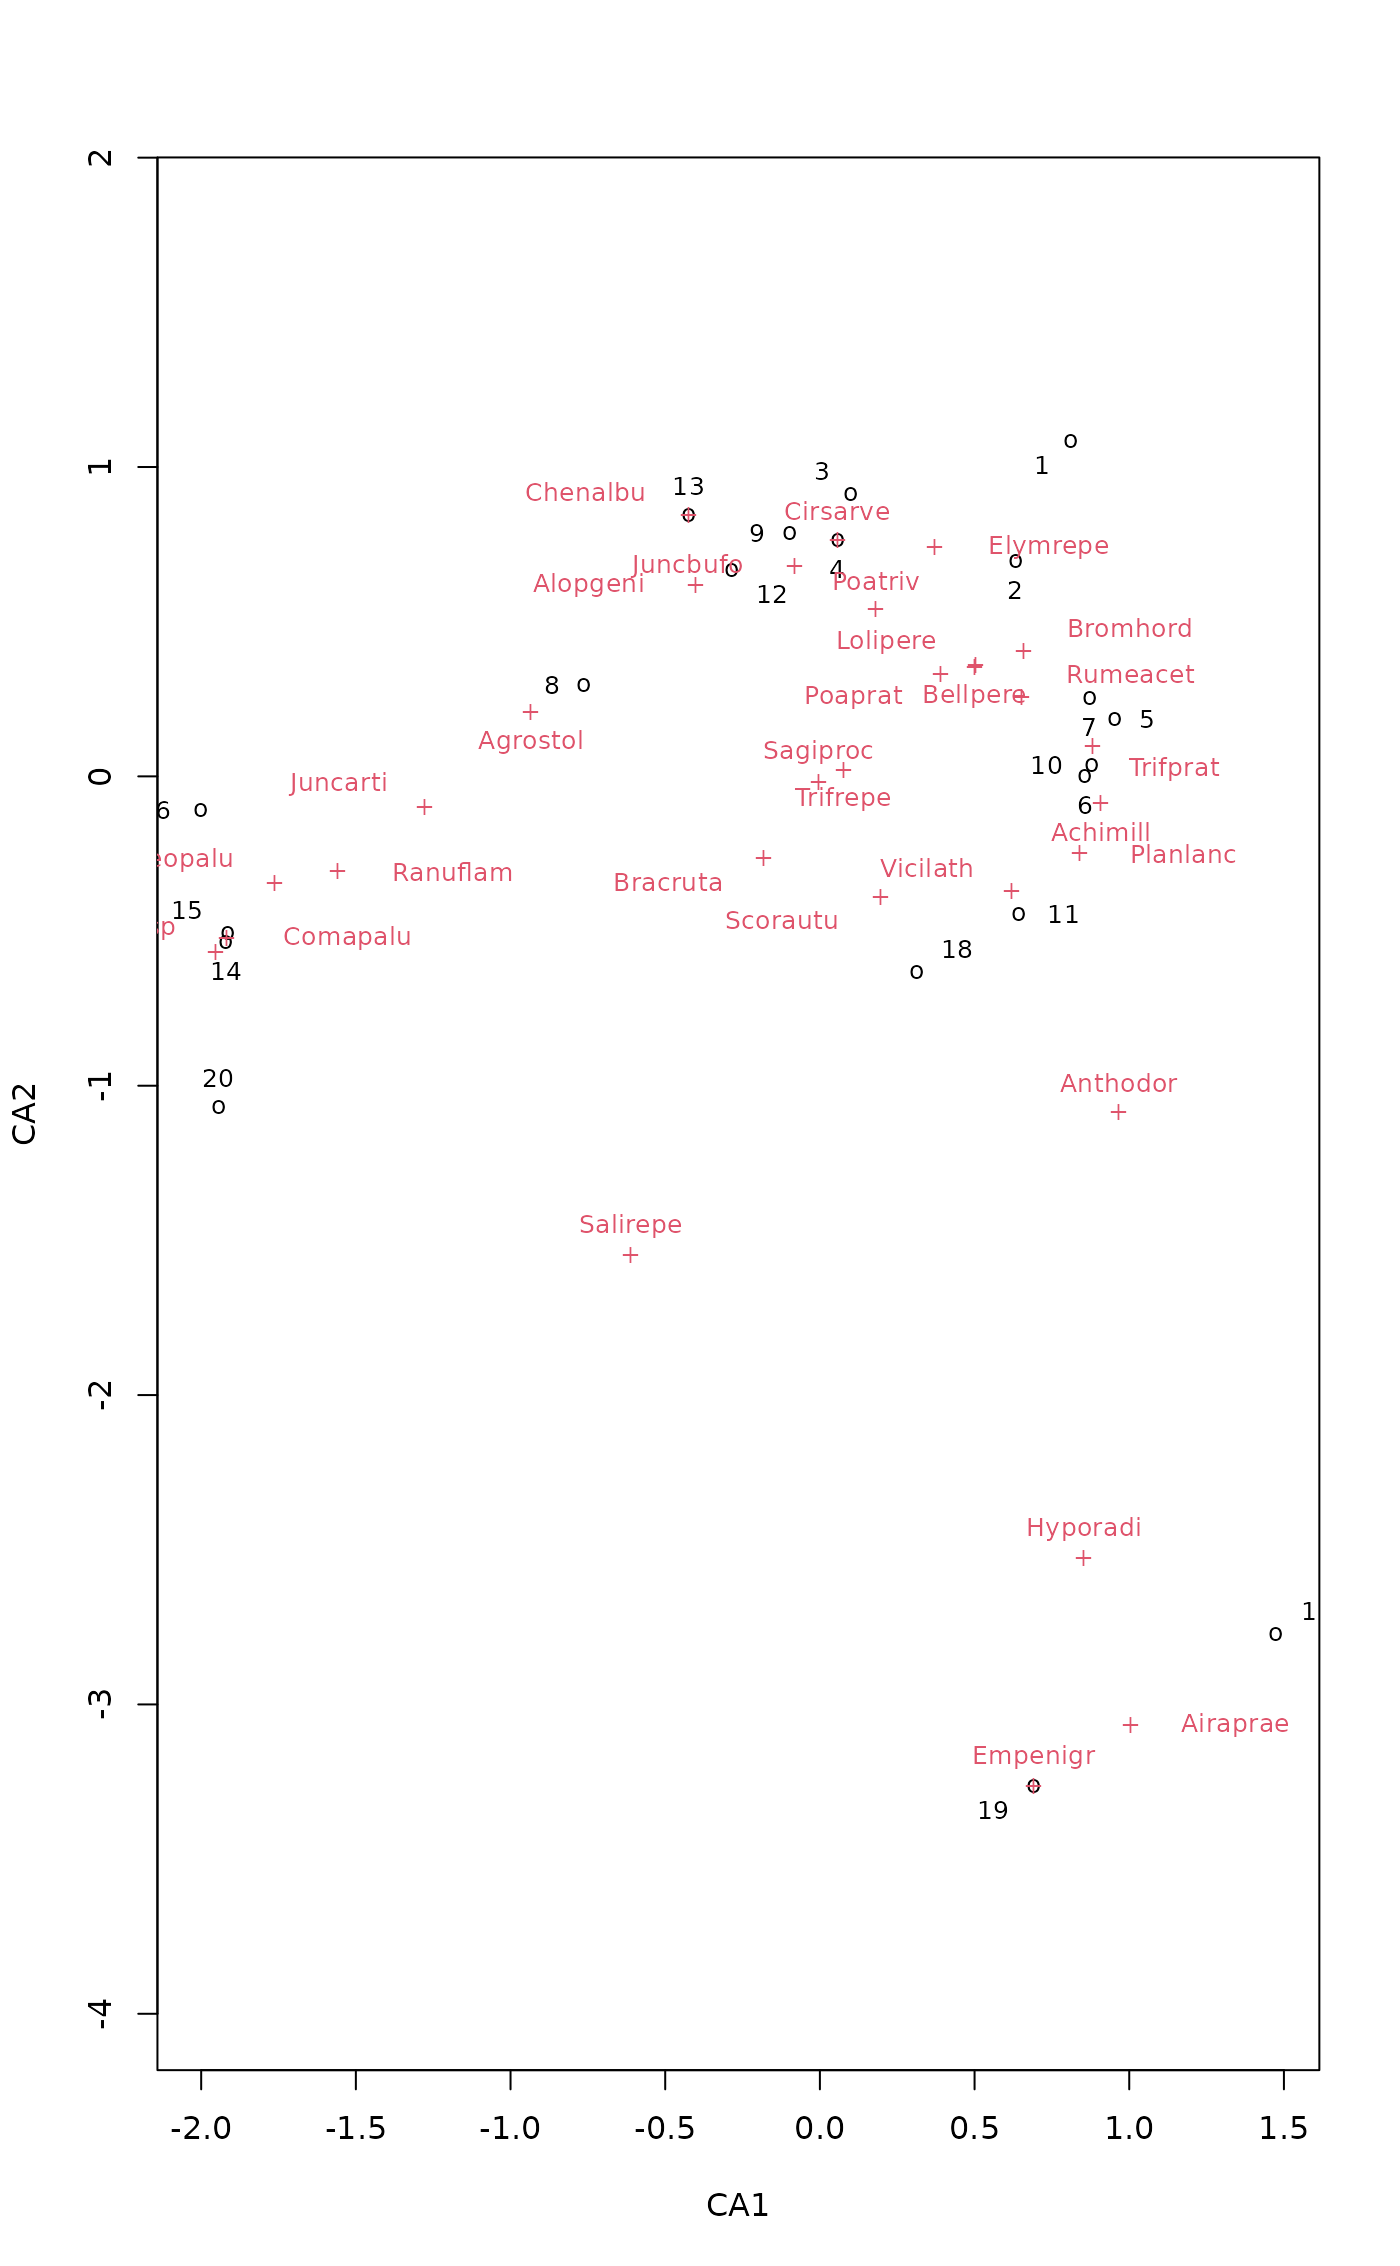 2
1
3
13
Chenalbu
Cirsarve
9
Elymrepe
Juncbufo
4
Poatriv
Alopgeni
12
2
Bromhord
Lolipere
Rumeacet
8
Poaprat
Bellpere
5
7
Agrostol
Sagiproc
1
0
-1
-2
-3
-4
10
Trifprat
Juncarti
Trifrepe
6
6
Achimill
Planlanc
eopalu
Ranuflam
Vicilath
Bracruta
15
11
Scorautu
p
Comapalu
18
14
20
Anthodor
CA2
Salirepe
Hyporadi
1
Airaprae
Empenigr
19
-2.0 -1.5 -1.0 -0.5 0.0 0.5 1.0 1.5
CA1